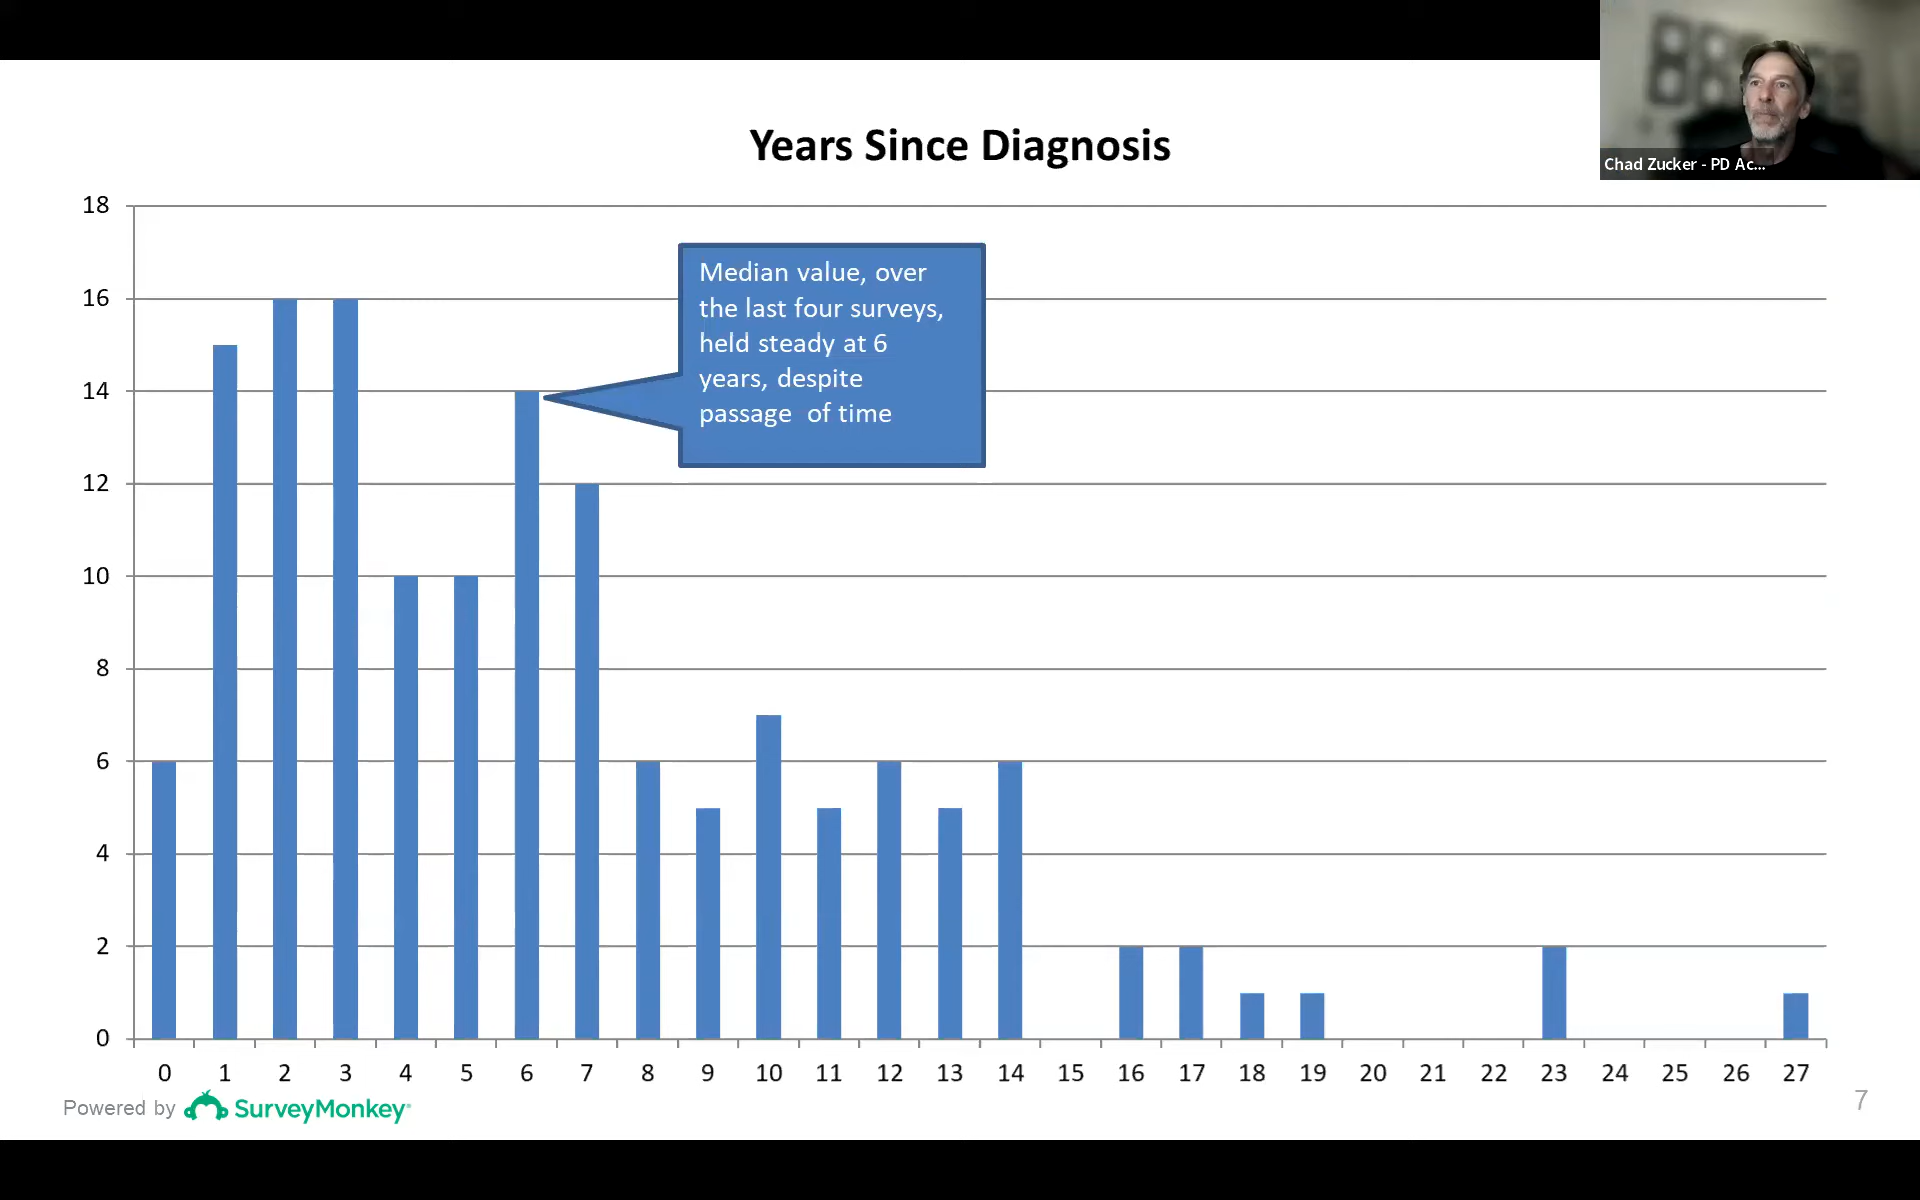 Chad Zucker - PD Ac...
Years Since Diagnosis
18
16
14
12
10
8
6
4
2
0
Median value, over
the last four surveys,
held steady at 6
years, despite
passage of time
0 1 2 3 4 5 6 7 8 9 10 11 12 13 14 15 16 17 18 19 20 21 22 23 24 25 26 27
Powered by SurveyMonkey®
7